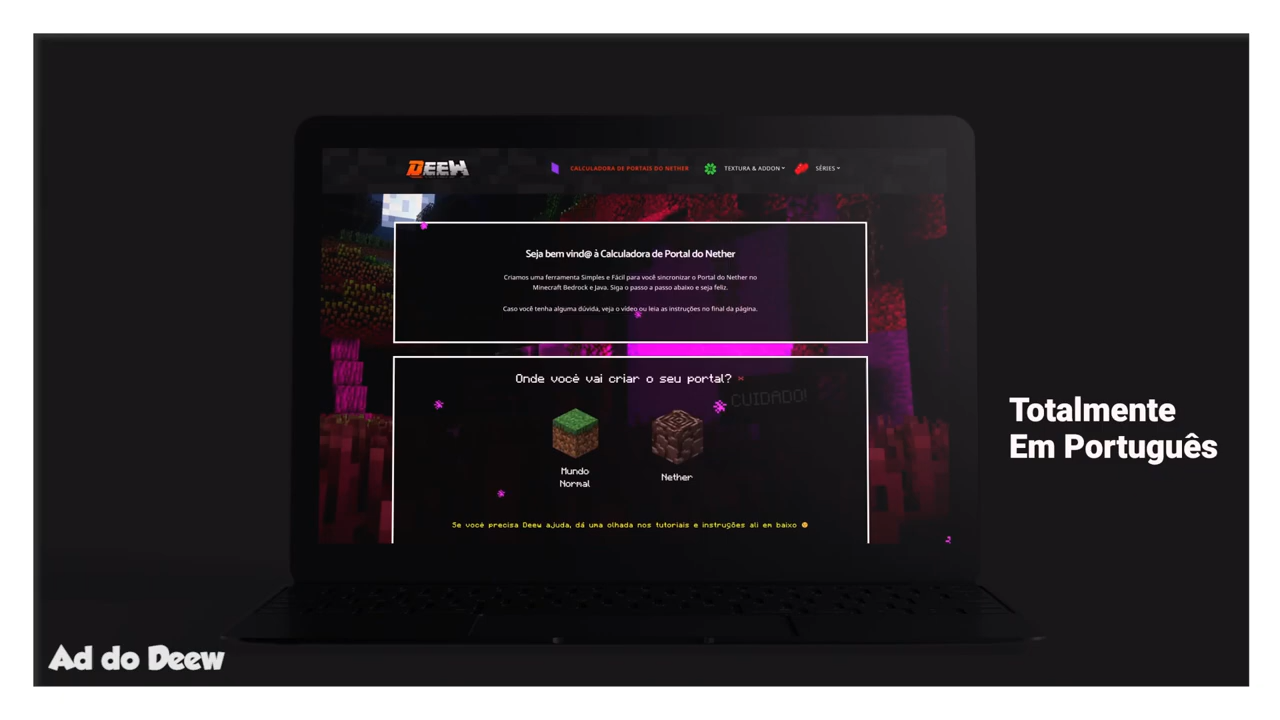 DEEW
CALCULADORA DE PORTAIS DO NETHER
TEXTURA & ADDON
SÉRIES
Seja bem vind@ à Calculadora de Portal do Nether
Criamos uma ferramenta Simples e Fácil para você sincronizar o Portal do Nether no
Minecraft Bedrock e Java. Siga o passo a passo abaixo e seja feliz.
Caso você tenha alguma dúvida, veja o vídeo ou leia as instruções no final da página.
Onde você vai criar o seu portal?
CUIDADO!
Mundo
Normal
Nether
Se você precisa Deew ajuda, dá uma olhada nos tutoriais e instruções ali em baixo
Totalmente
Em Português
Ad do Deew